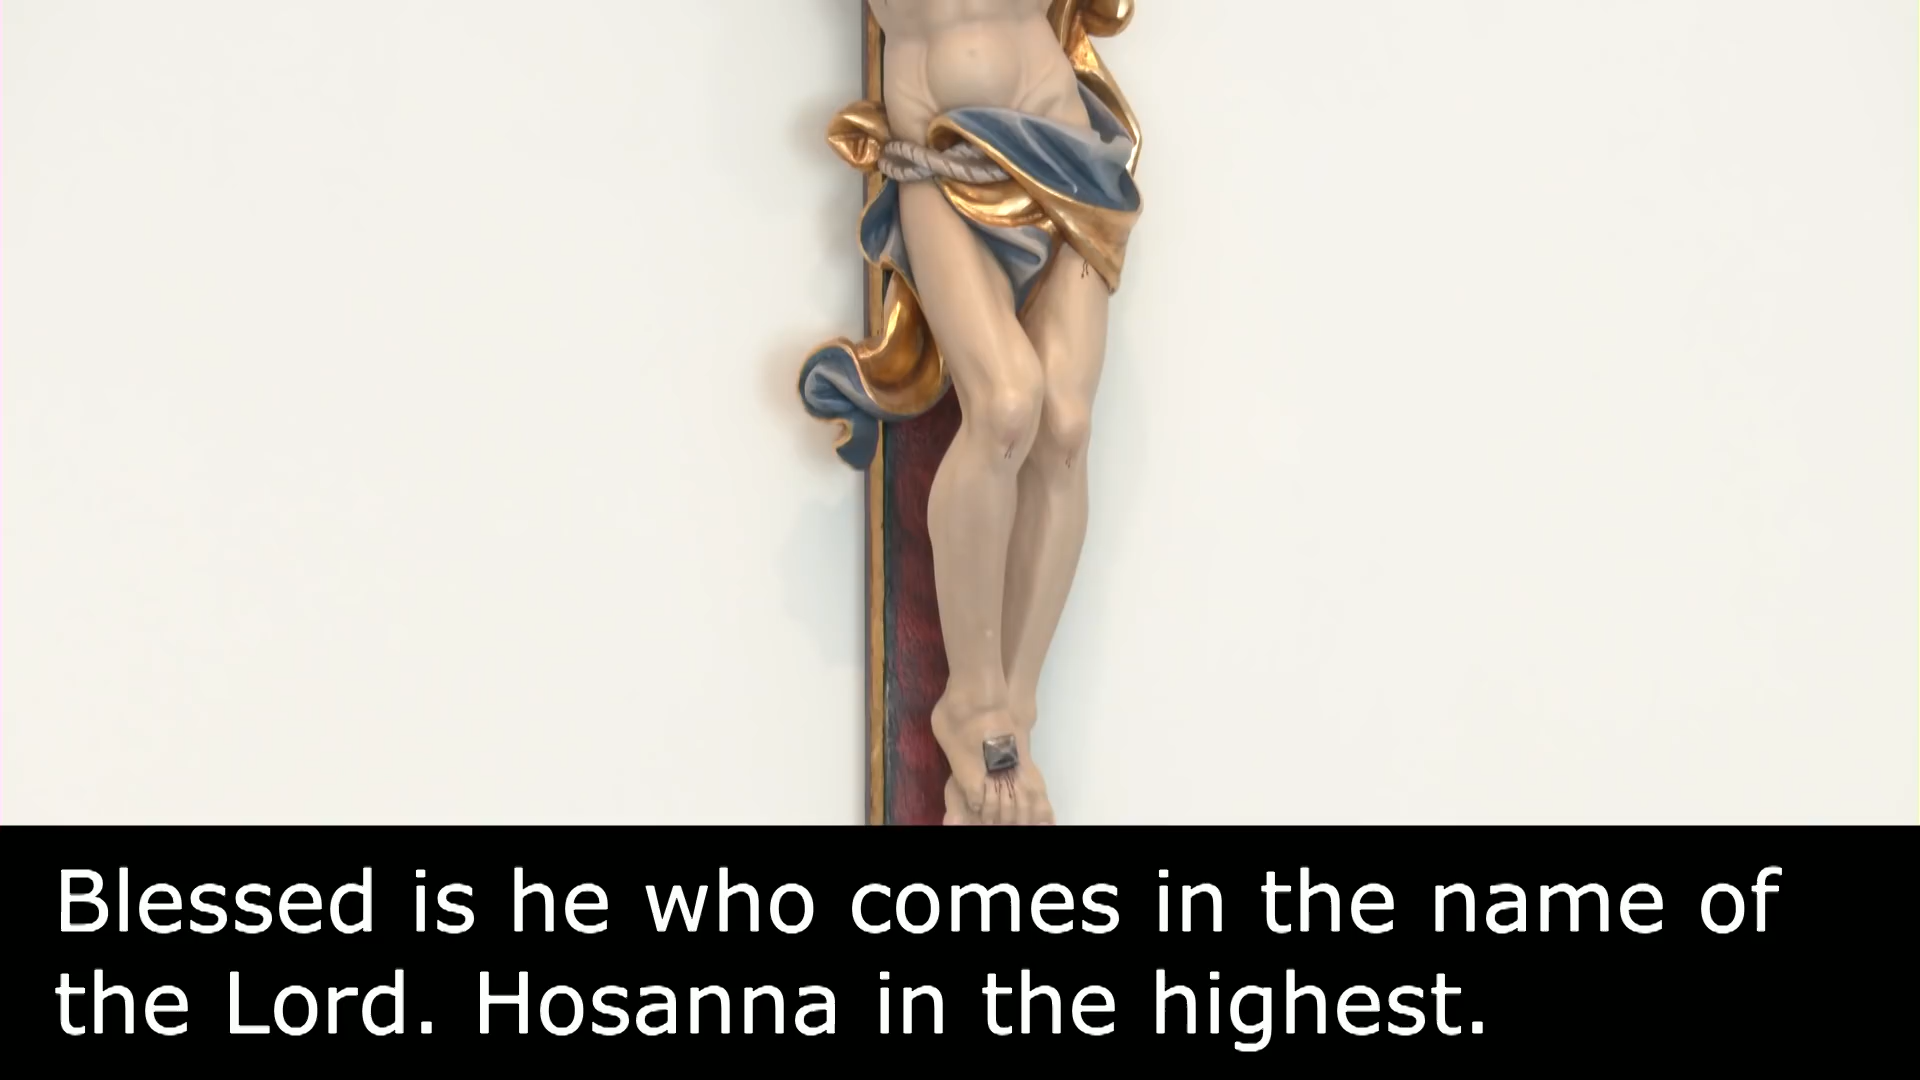 Blessed is he who comes in the name of
the Lord. Hosanna in the highest.